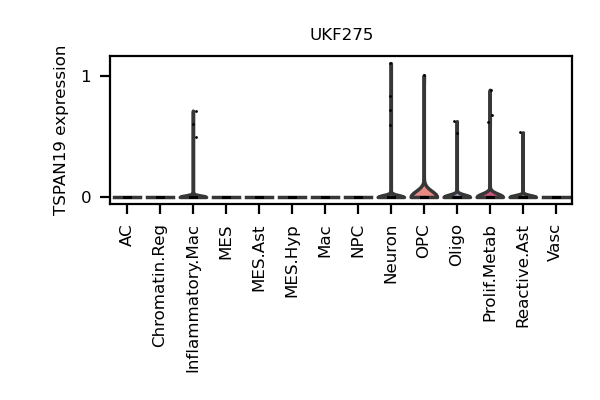 UKF275
TSPAN19 expression
1
0
AC
Chromatin.Reg
Inflammatory.Mac
MES
MES.Ast
MES.Hyp
Mac
NPC
Neuron
OPC
Oligo
Prolif.Metab
Reactive.Ast
Vasc